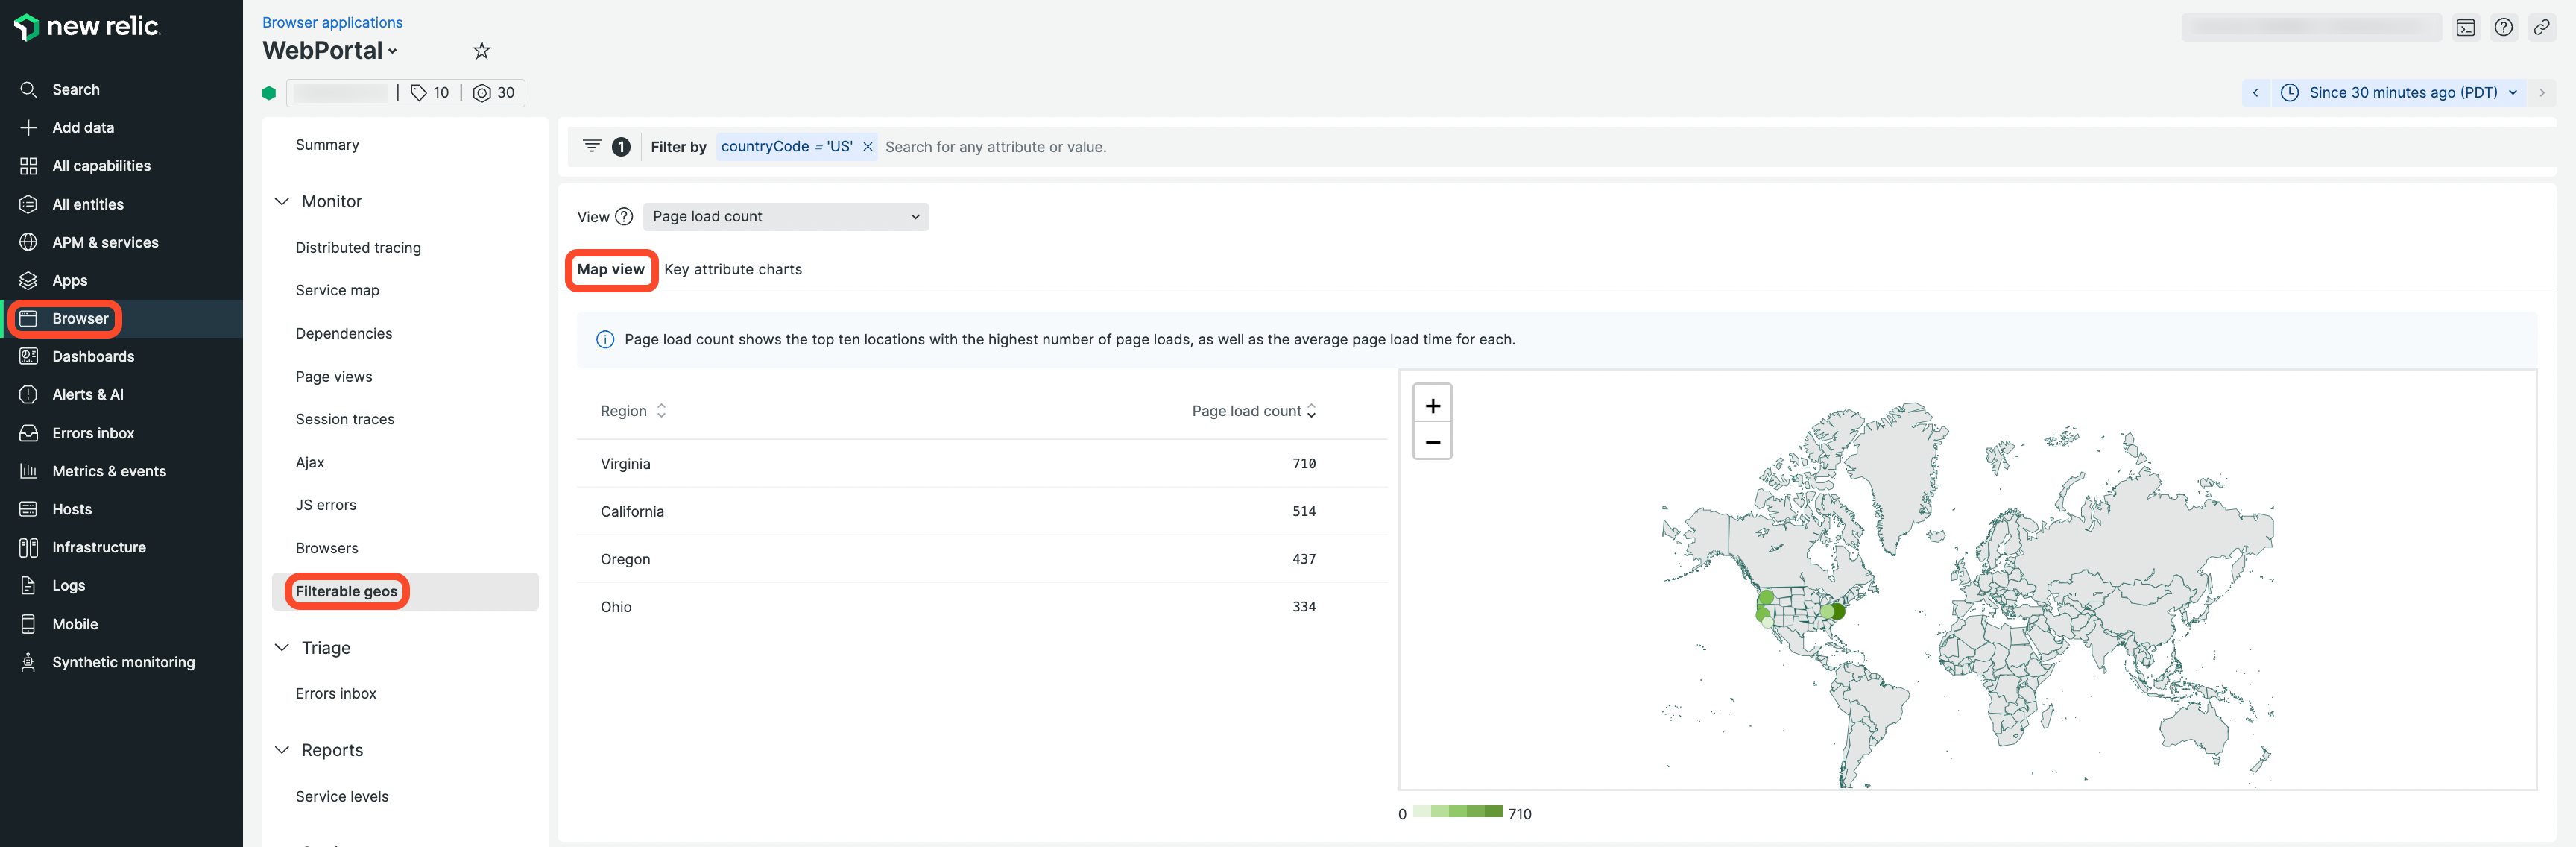 new relic.
Search
Add data
All capabilities
All entities
APM & services
Apps
Browser
Dashboards
Alerts & AI
Errors inbox
Metrics & events
Hosts
Infrastructure
Logs
Mobile
Synthetic monitoring
Browser applications
WebPortal
10 | 30
Since 30 minutes ago (PDT)
Summary
Monitor
Distributed tracing
Service map
Dependencies
Page views
Session traces
Ajax
JS errors
Browsers
Filterable geos
Triage
Errors inbox
Reports
Service levels
1 Filter by countryCode = 'US' × Search for any attribute or value.
View ? Page load count
Map view Key attribute charts
Page load count shows the top ten locations with the highest number of page loads, as well as the average page load time for each.
Region Page load count
Virginia 710
California 514
Oregon 437
Ohio 334
+
−
0 710